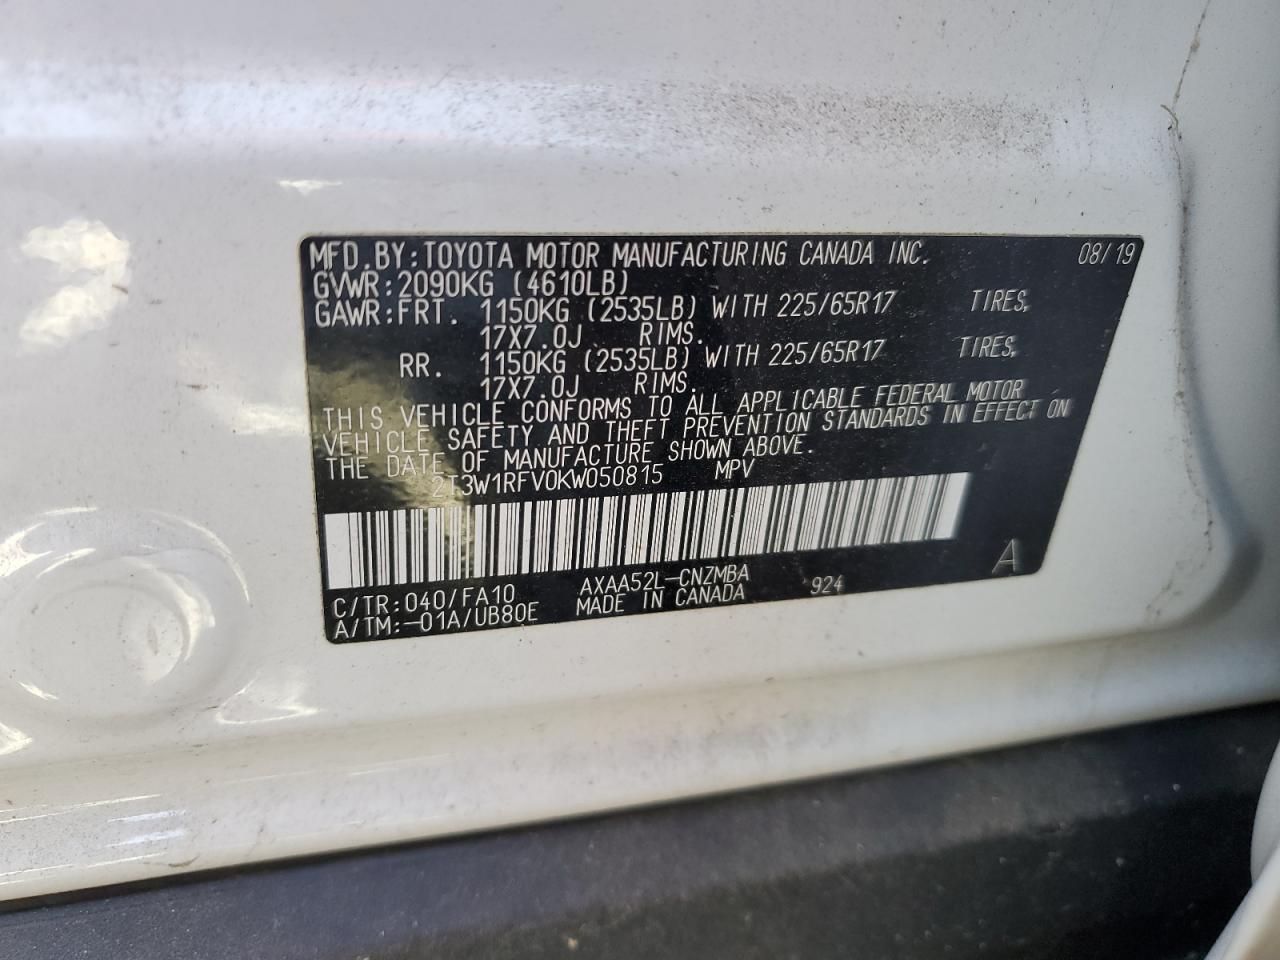 MFD.BY:TOYOTA MOTOR MANUFACTURING CANADA INC. 08/19
GVWR:2090KG (4610LB)
GAWR:FRT. 1150KG (2535LB) WITH 225/65R17 TIRES,
17X7.0J RIMS.
RR. 1150KG (2535LB) WITH 225/65R17 TIRES,
17X7.0J RIMS.
THIS VEHICLE CONFORMS TO ALL APPLICABLE FEDERAL MOTOR
VEHICLE SAFETY AND THEFT PREVENTION STANDARDS IN EFFECT ON
THE DATE OF MANUFACTURE SHOWN ABOVE.
2T3W1RFV0KW050815 MPV
C/TR:040/FA10 AXAA52L-CNZMBA 924 A
A/TM:-01A/UB80E MADE IN CANADA